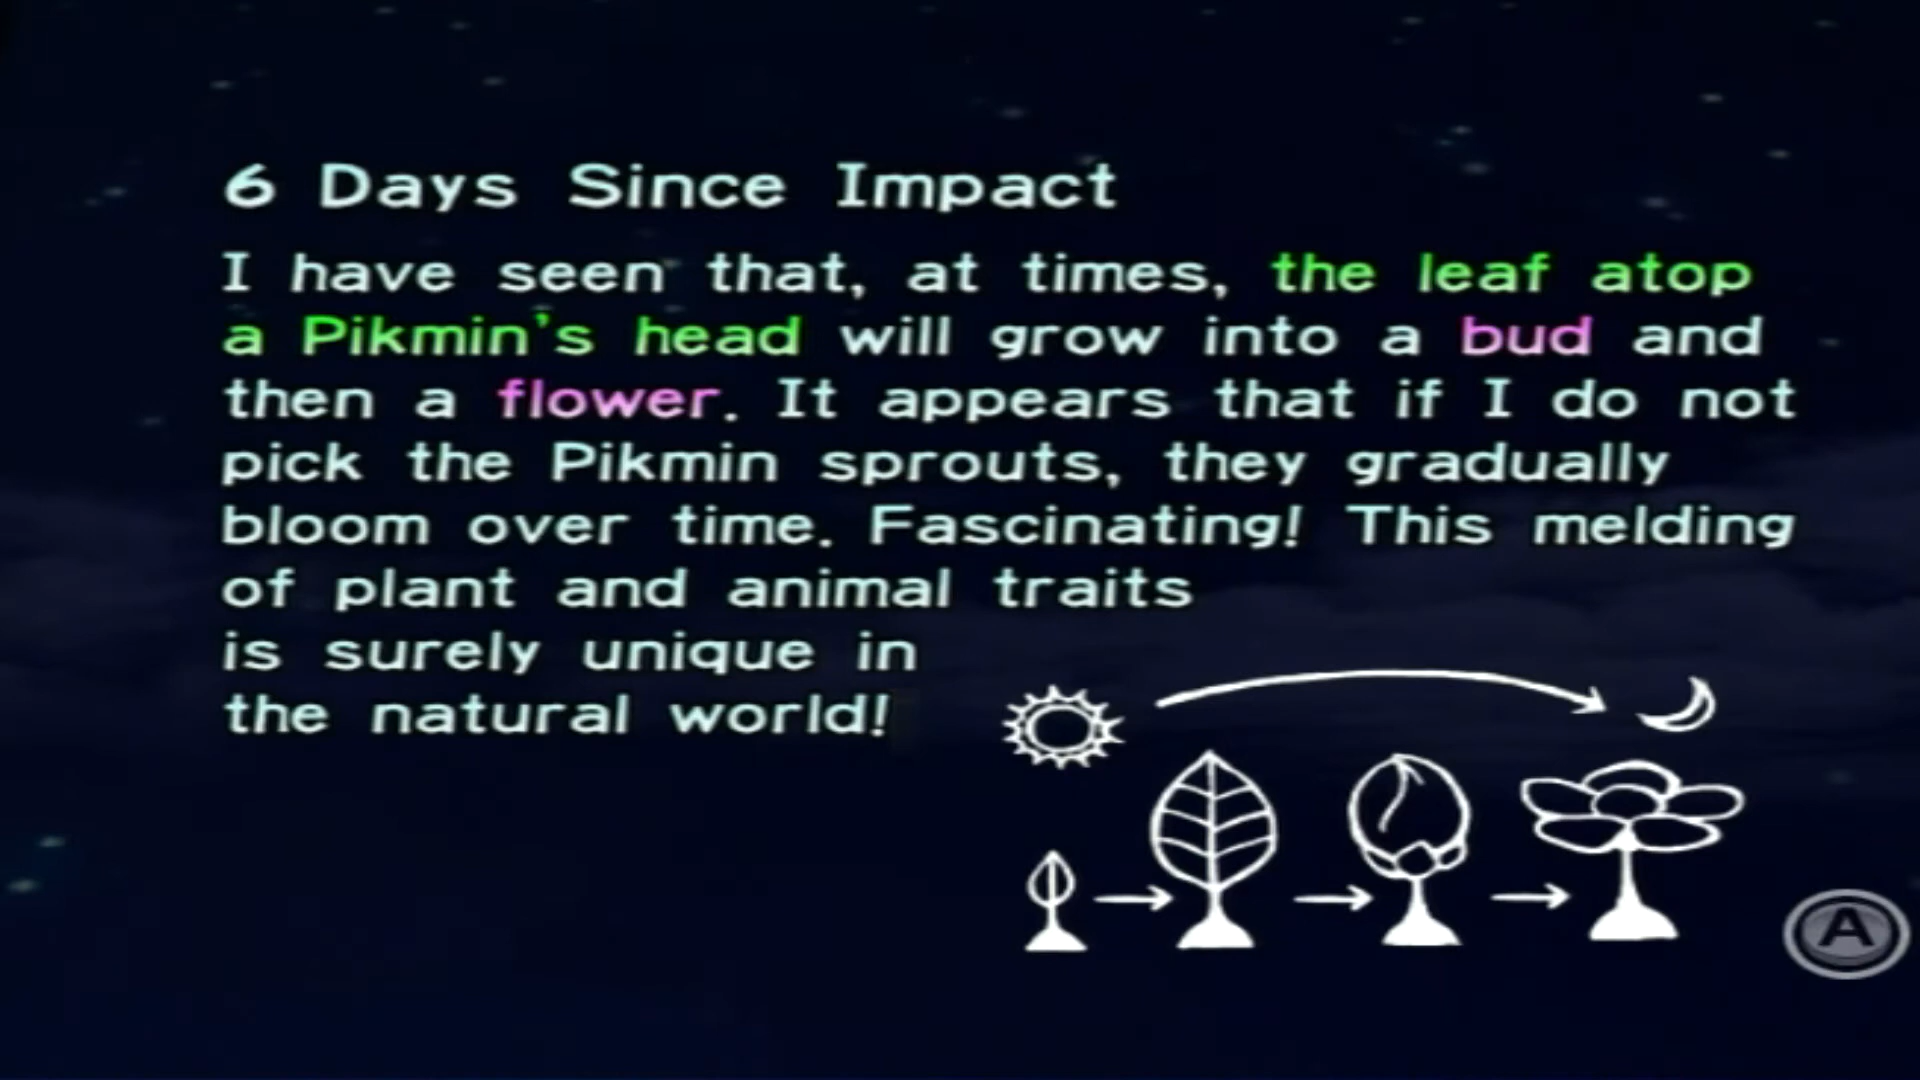 6 Days Since Impact
I have seen that, at times, the leaf atop
a Pikmin's head will grow into a bud and
then a flower. It appears that if I do not
pick the Pikmin sprouts, they gradually
bloom over time. Fascinating! This melding
of plant and animal traits
is surely unique in
the natural world!
A